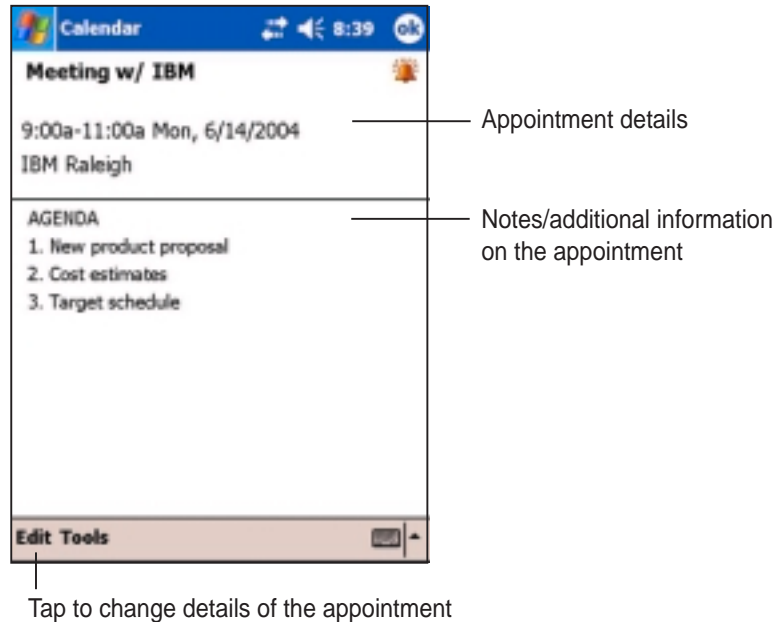 Calendar 8:39 ok
Meeting w/ IBM
9:00a-11:00a Mon, 6/14/2004
IBM Raleigh
Appointment details
AGENDA
1. New product proposal
2. Cost estimates
3. Target schedule
Notes/additional information
on the appointment
Edit Tools
Tap to change details of the appointment